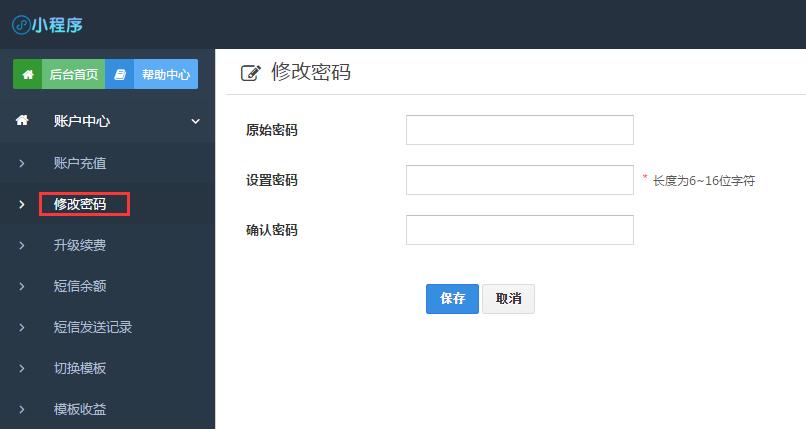 小程序
后台首页 帮助中心
账户中心
账户充值
修改密码
升级续费
短信余额
短信发送记录
切换模板
模板收益
修改密码
原始密码
设置密码 * 长度为6~16位字符
确认密码
保存 取消